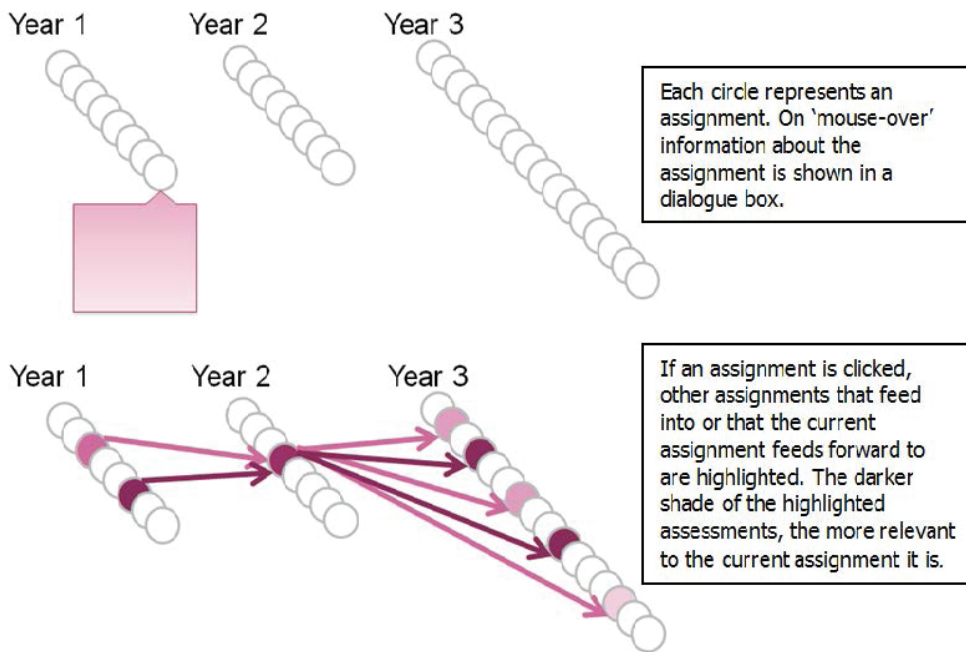 Year 1
Year 2
Year 3
Each circle represents an
assignment. On ‘mouse-over’
information about the
assignment is shown in a
dialogue box.
Year 1
Year 2
Year 3
If an assignment is clicked,
other assignments that feed
into or that the current
assignment feeds forward to
are highlighted. The darker
shade of the highlighted
assessments, the more relevant
to the current assignment it is.